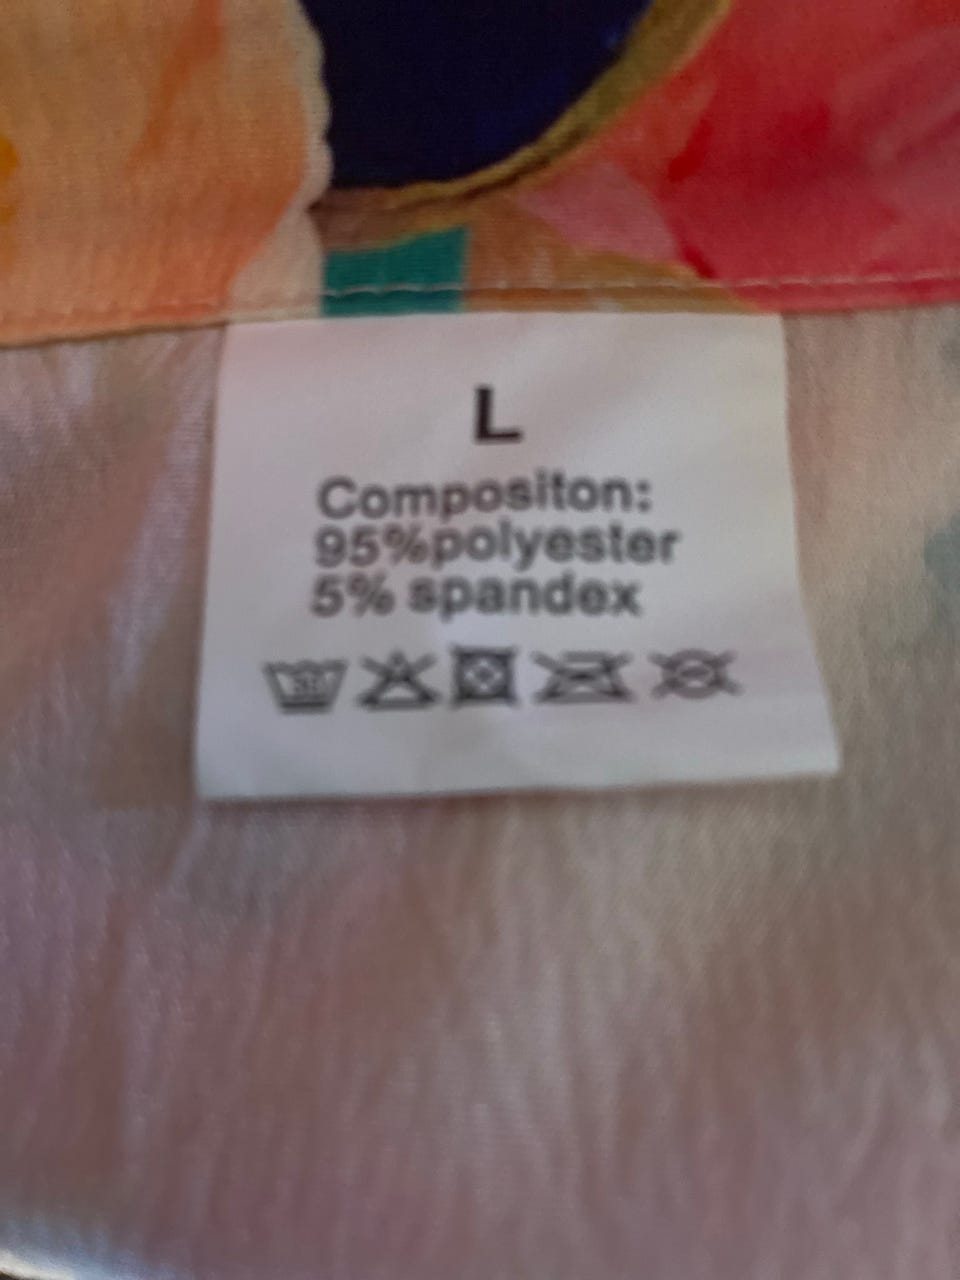 L
Compositon:
95%polyester
5% spandex